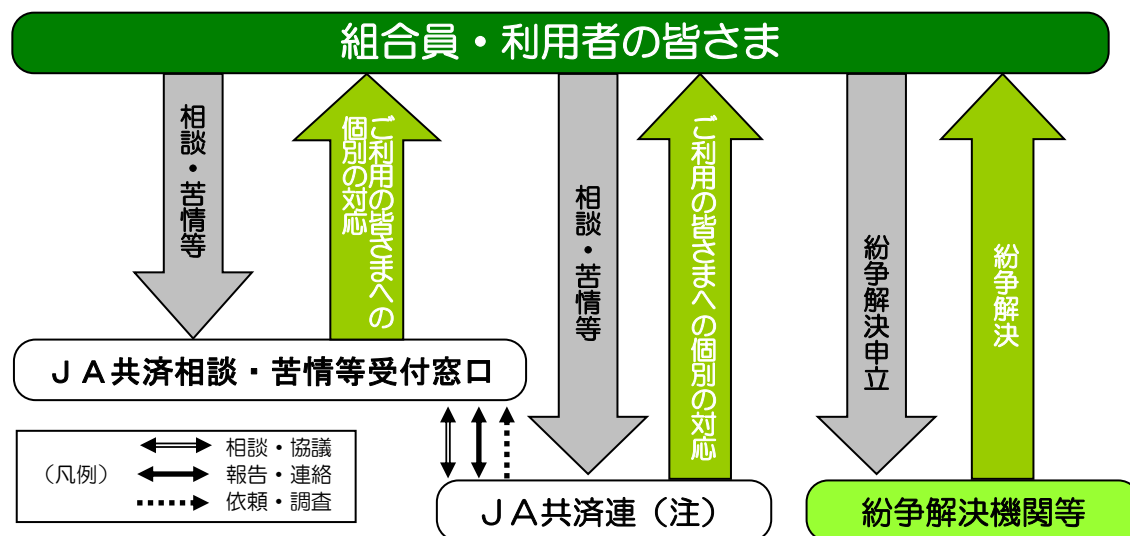 組合員・利用者の皆さま
相談・苦情等
ご利用の皆さまへの
個別の対応
相談・苦情等
ご利用の皆さまへの個別の対応
紛争解決申立
紛争解決
ＪＡ共済相談・苦情等受付窓口
（凡例）
相談・協議
報告・連絡
依頼・調査
ＪＡ共済連（注）
紛争解決機関等